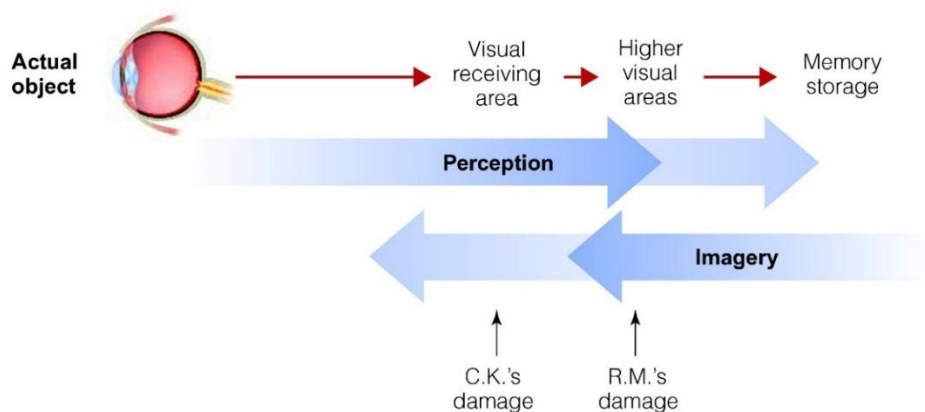 Actual
object
Visual
receiving
area
Higher
visual
areas
Memory
storage
Perception
Imagery
C.K.'s
damage
R.M.'s
damage